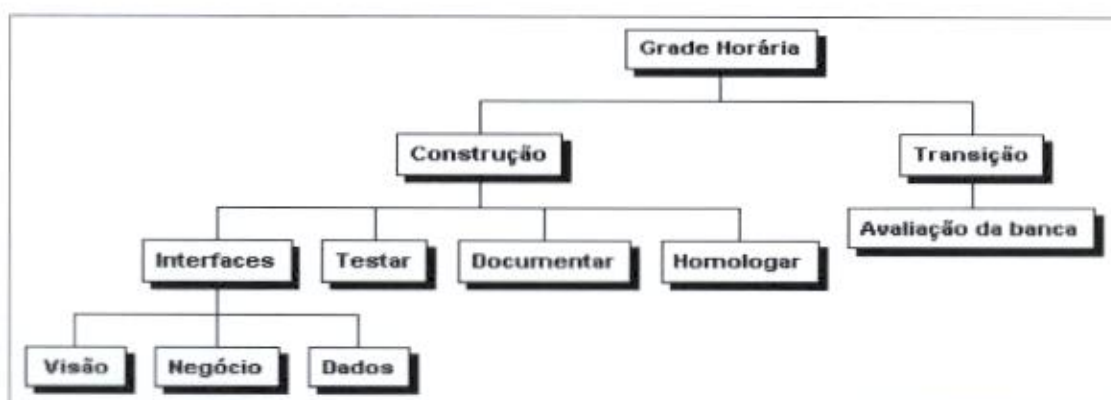 Grade Horária
Construção
Transição
Interfaces
Testar
Documentar
Homologar
Avaliação da banca
Visão
Negócio
Dados